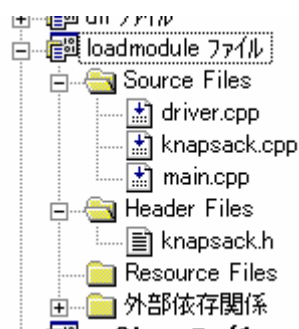 loadmodule ファイル
Source Files
driver.cpp
knapsack.cpp
main.cpp
Header Files
knapsack.h
Resource Files
外部依存関係